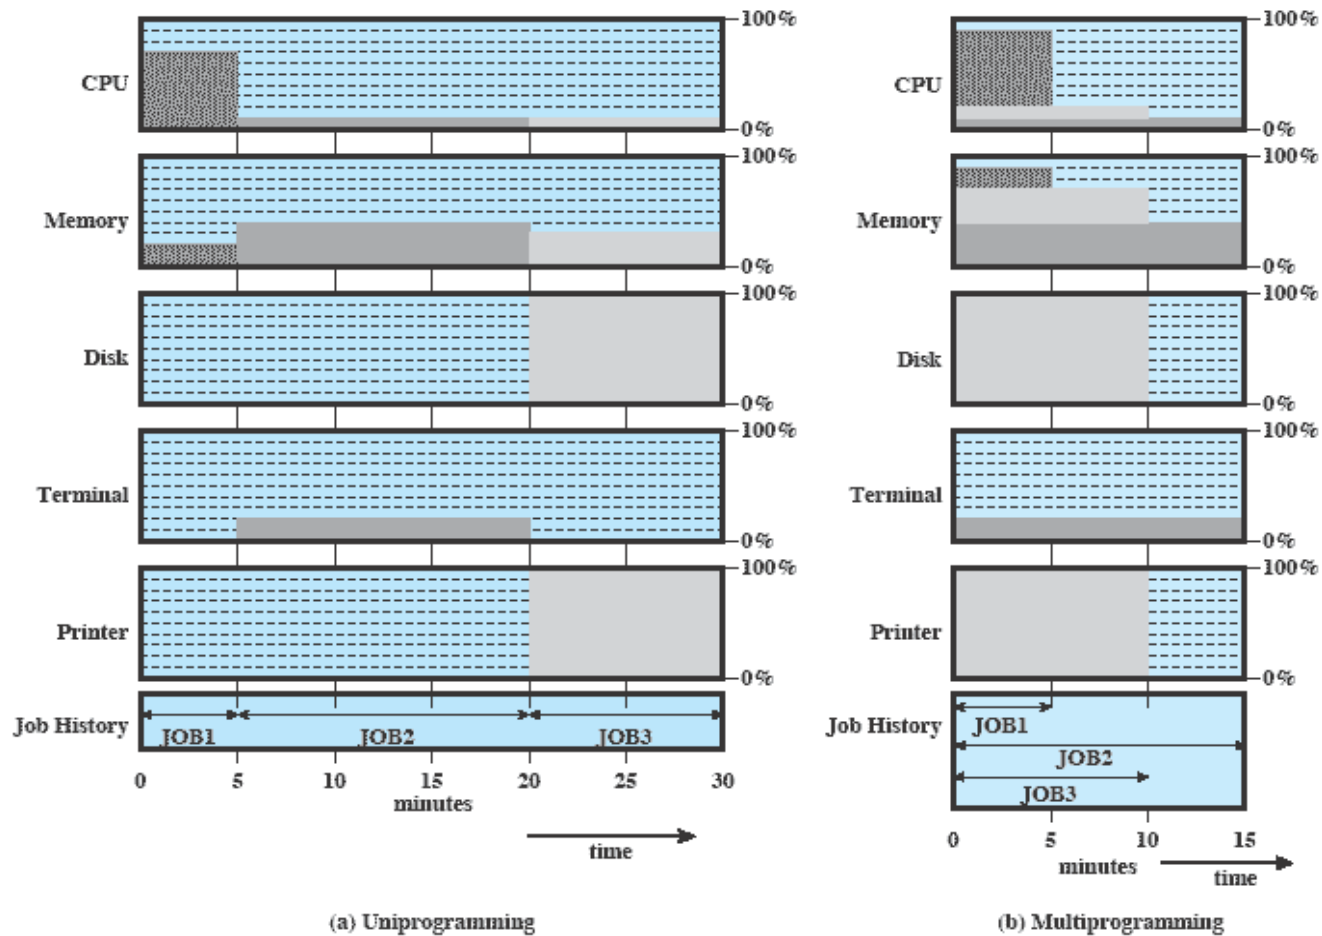 100%
CPU
0%
100%
Memory
0%
100%
Disk
0%
100%
Terminal
0%
100%
Printer
0%
Job History
JOB1
JOB2
JOB3
0 5 10 15 20 25 30
minutes
time
(a) Uniprogramming
100%
CPU
0%
100%
Memory
0%
100%
Disk
0%
100%
Terminal
0%
100%
Printer
0%
Job History
JOB1
JOB2
JOB3
0 5 10 15
minutes
time
(b) Multiprogramming